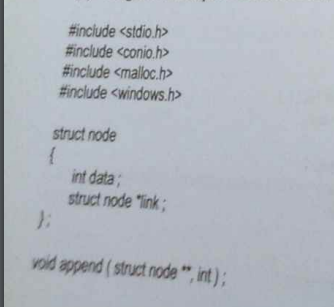 #include <stdio.h>
#include <conio.h>
#include <malloc.h>
#include <windows.h>
struct node
{
int data ;
struct node *link ;
} ;
void append ( struct node **, int ) ;